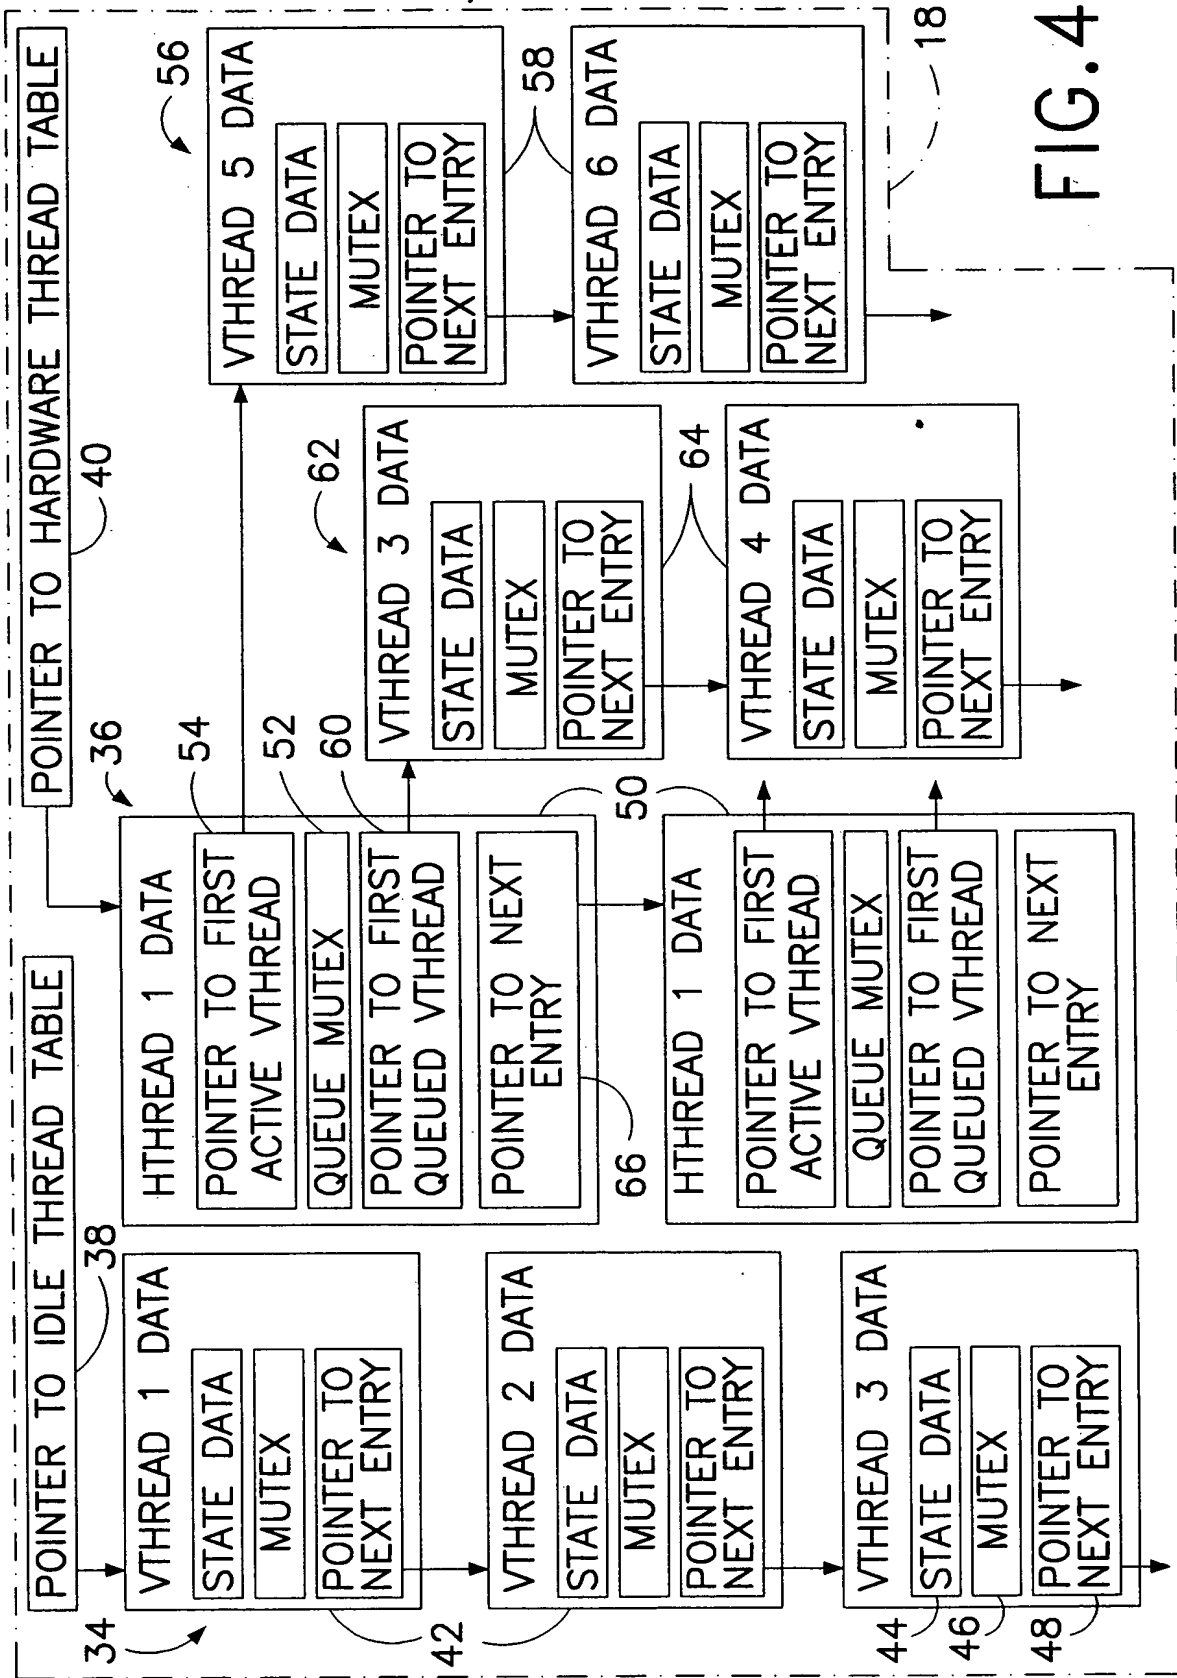 POINTER TO IDLE THREAD TABLE
38
POINTER TO HARDWARE THREAD TABLE
40
34
VTHREAD 1 DATA
STATE DATA
MUTEX
POINTER TO
NEXT ENTRY
42
VTHREAD 2 DATA
STATE DATA
MUTEX
POINTER TO
NEXT ENTRY
VTHREAD 3 DATA
44
STATE DATA
46
MUTEX
48
POINTER TO
NEXT ENTRY
36
HTHREAD 1 DATA
54
POINTER TO FIRST
ACTIVE VTHREAD
52
QUEUE MUTEX
60
POINTER TO FIRST
QUEUED VTHREAD
POINTER TO NEXT
ENTRY
66
50
HTHREAD 1 DATA
POINTER TO FIRST
ACTIVE VTHREAD
QUEUE MUTEX
POINTER TO FIRST
QUEUED VTHREAD
POINTER TO NEXT
ENTRY
62
VTHREAD 3 DATA
STATE DATA
MUTEX
POINTER TO
NEXT ENTRY
64
VTHREAD 4 DATA
STATE DATA
MUTEX
POINTER TO
NEXT ENTRY
56
VTHREAD 5 DATA
STATE DATA
MUTEX
POINTER TO
NEXT ENTRY
58
VTHREAD 6 DATA
STATE DATA
MUTEX
POINTER TO
NEXT ENTRY
18
FIG.4